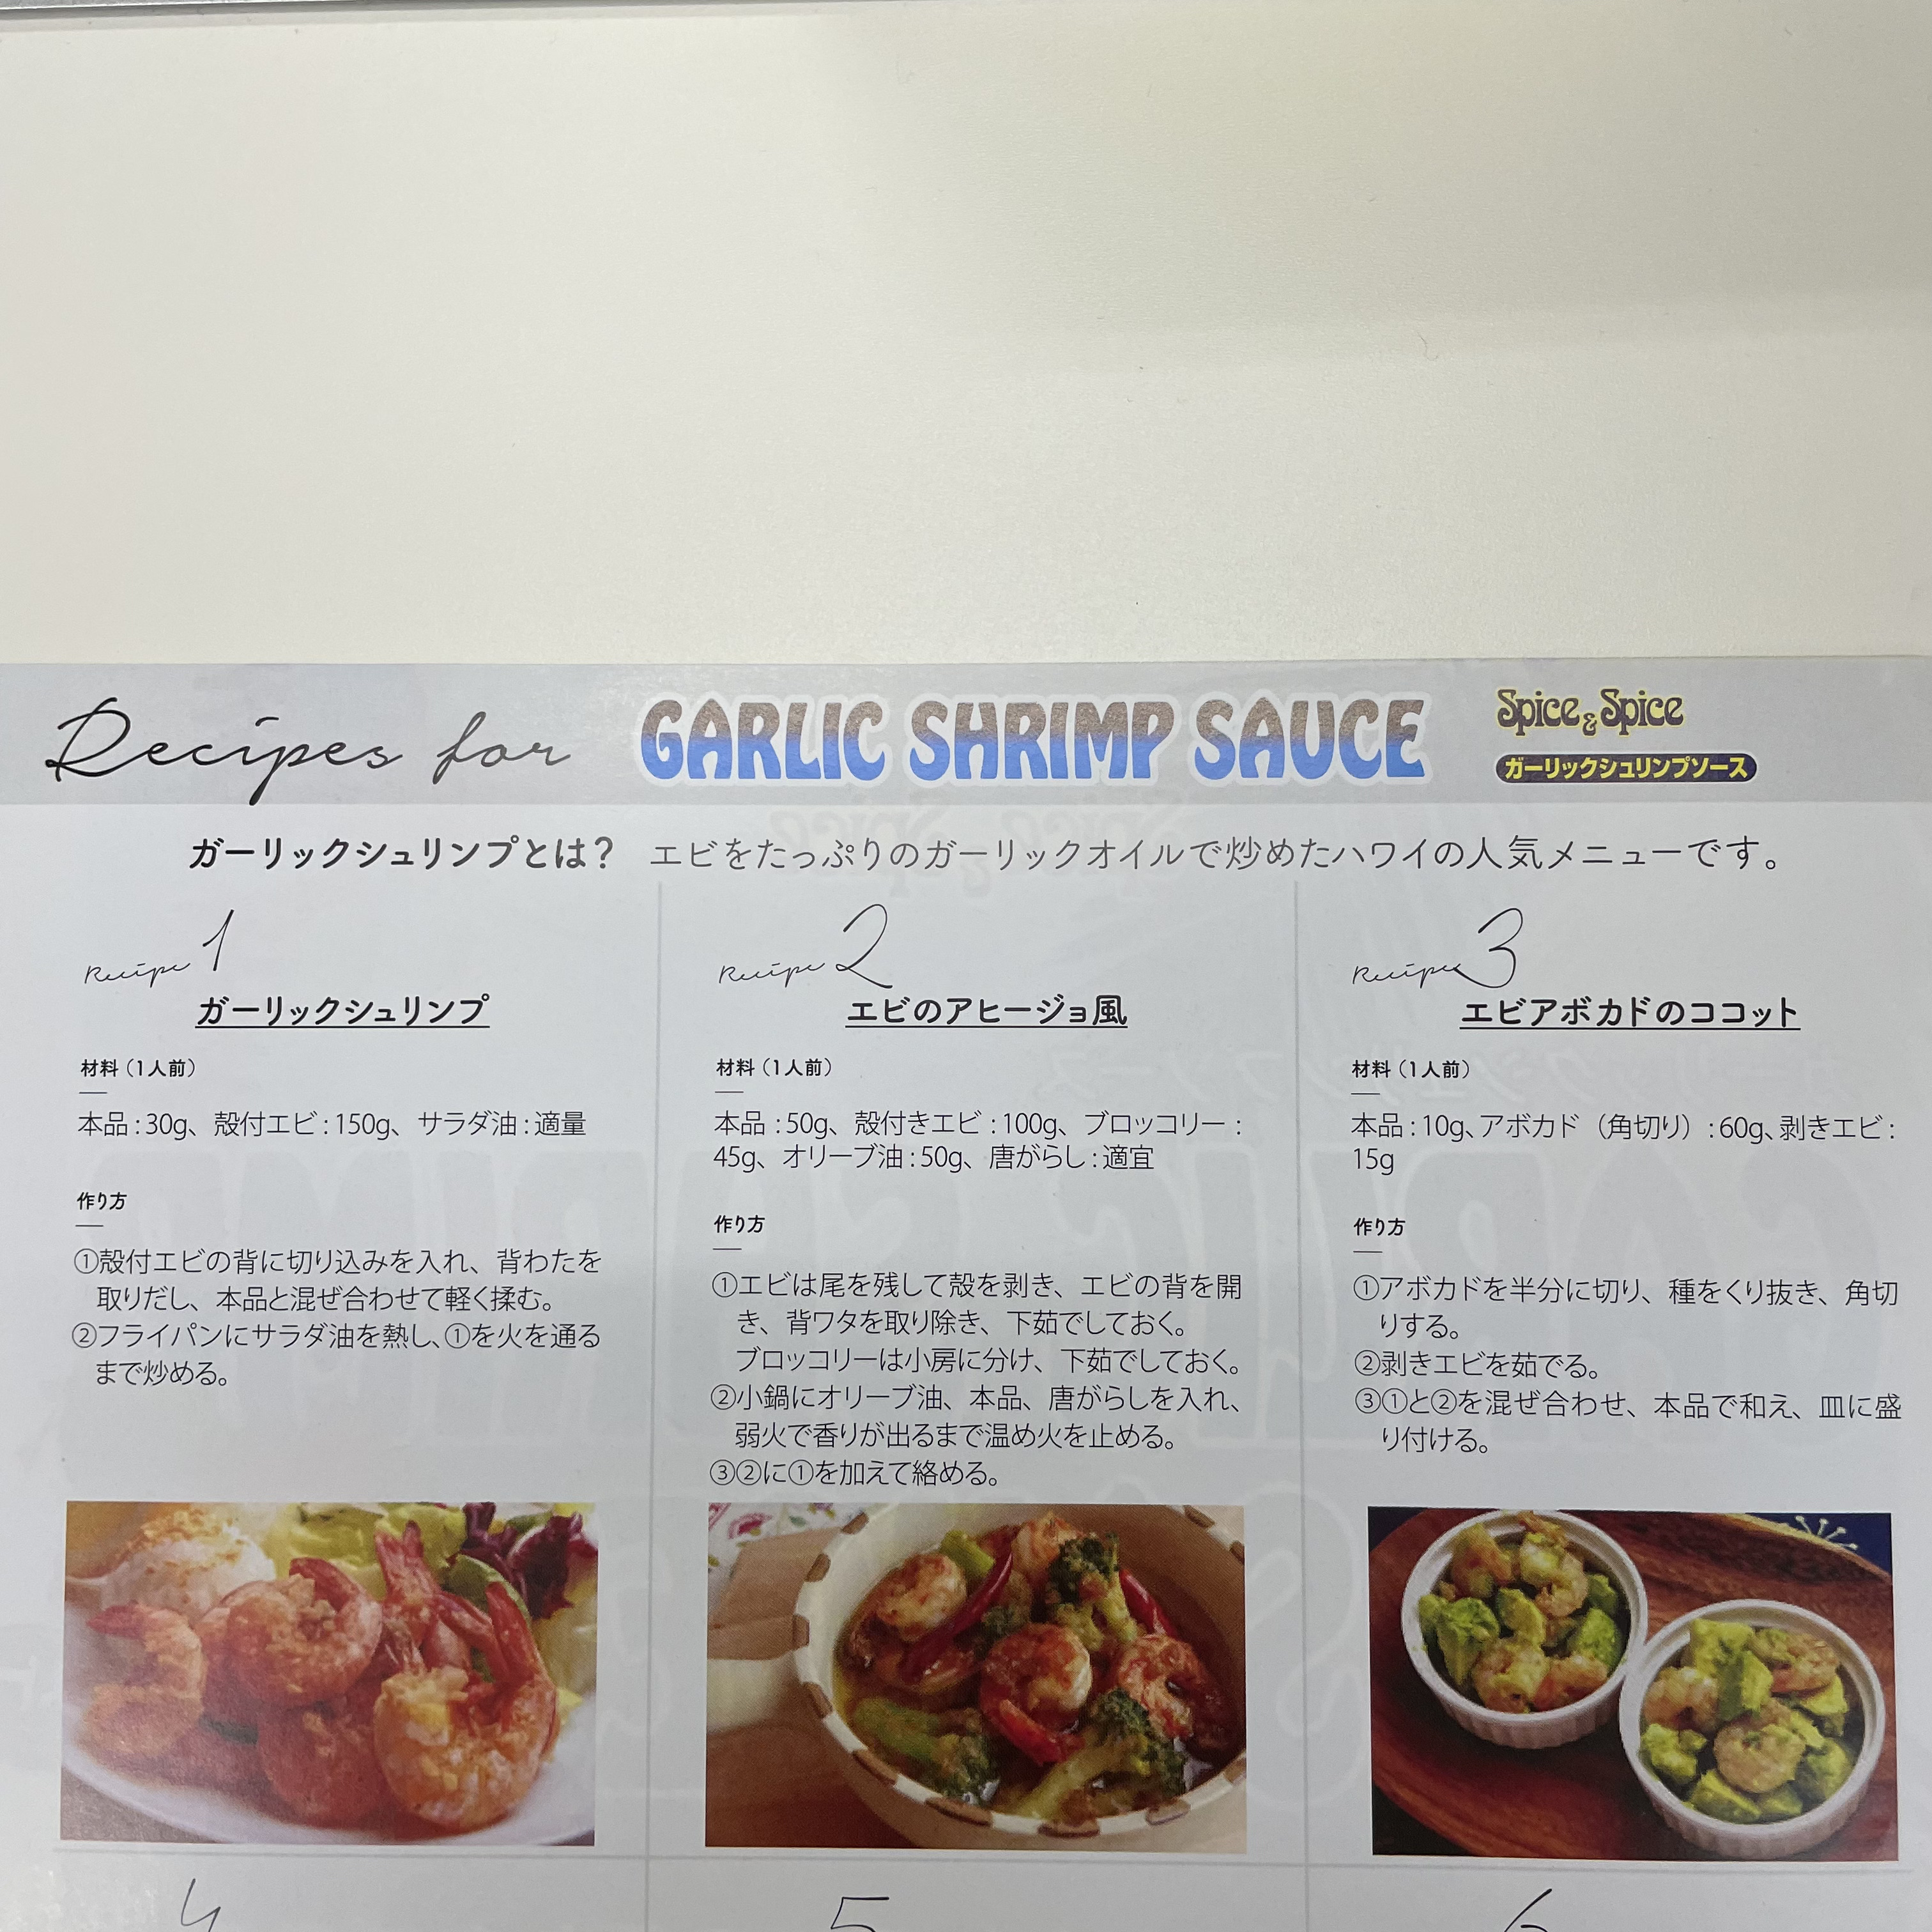 Recipes for GARLIC SHRIMP SAUCE
Spice & Spice
ガーリックシュリンプソース
ガーリックシュリンプとは？ エビをたっぷりのガーリックオイルで炒めたハワイの人気メニューです。
Recipe 1
ガーリックシュリンプ
材料（1人前）
本品：30g、殻付エビ：150g、サラダ油：適量
作り方
①殻付エビの背に切り込みを入れ、背わたを
取りだし、本品と混ぜ合わせて軽く揉む。
②フライパンにサラダ油を熱し、①を火を通る
まで炒める。
Recipe 2
エビのアヒージョ風
材料（1人前）
本品：50g、殻付きエビ：100g、ブロッコリー：
45g、オリーブ油：50g、唐がらし：適宜
作り方
①エビは尾を残して殻を剥き、エビの背を開
き、背ワタを取り除き、下茹でしておく。
ブロッコリーは小房に分け、下茹でしておく。
②小鍋にオリーブ油、本品、唐がらしを入れ、
弱火で香りが出るまで温め火を止める。
③②に①を加えて絡める。
Recipe 3
エビアボカドのココット
材料（1人前）
本品：10g、アボカド（角切り）：60g、剥きエビ：
15g
作り方
①アボカドを半分に切り、種をくり抜き、角切
りする。
②剥きエビを茹でる。
③①と②を混ぜ合わせ、本品で和え、皿に盛
り付ける。
4
5
6